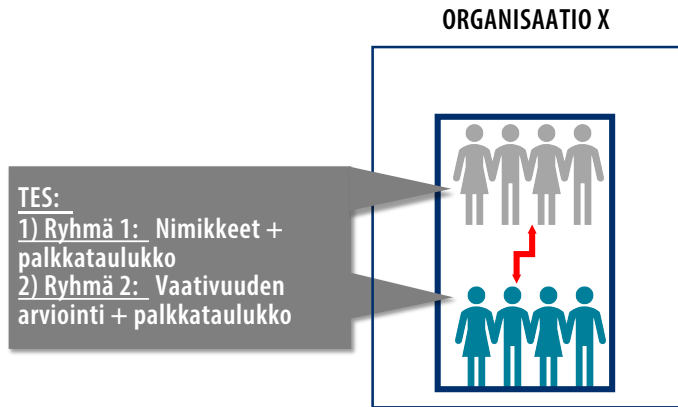 ORGANISAATIO X
TES:
1) Ryhmä 1: Nimikkeet +
palkkataulukko
2) Ryhmä 2: Vaativuuden
arviointi + palkkataulukko